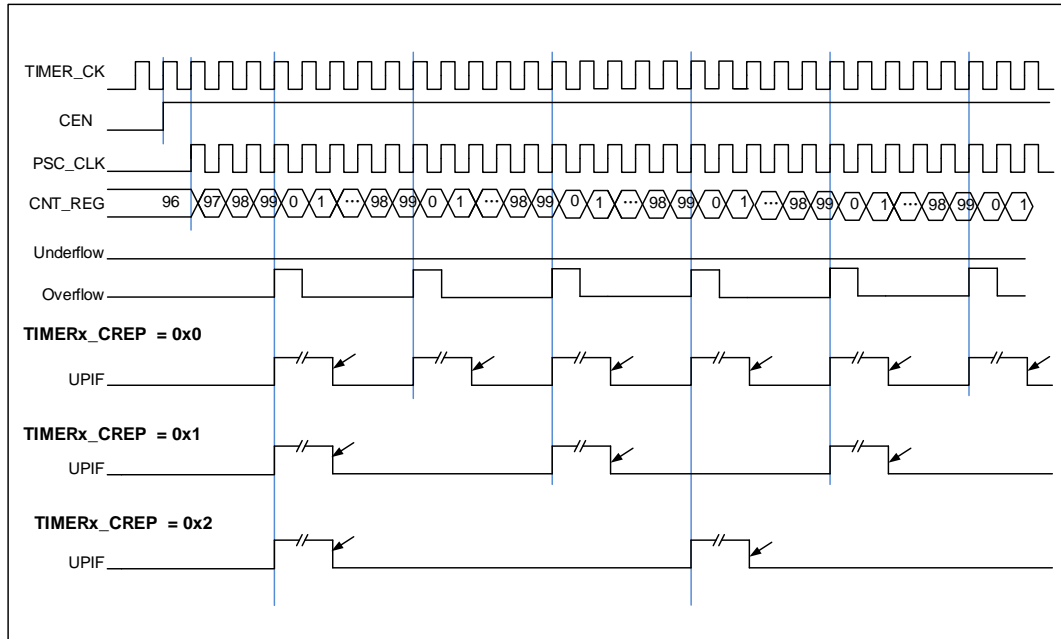 TIMER_CK
CEN
PSC_CLK
CNT_REG 96 97 98 99 0 1 ... 98 99 0 1 ... 98 99 0 1 ... 98 99 0 1 ... 98 99 0 1 ... 98 99 0 1
Underflow
Overflow
TIMERx_CREP = 0x0
UPIF
TIMERx_CREP = 0x1
UPIF
TIMERx_CREP = 0x2
UPIF